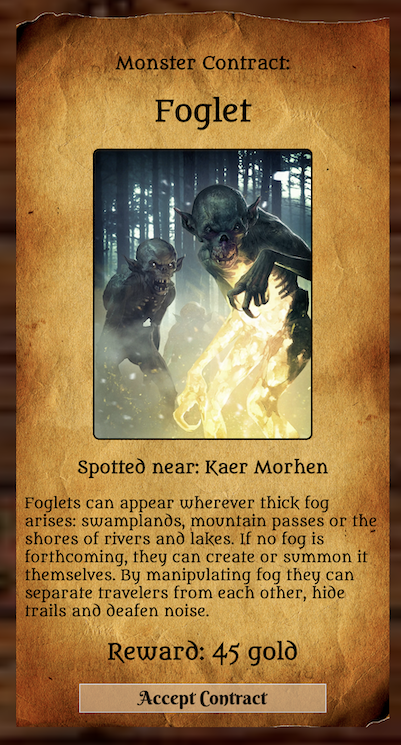 Monster Contract:
Foglet
Spotted near: Kaer Morhen
Foglets can appear wherever thick fog
arises: swamplands, mountain passes or the
shores of rivers and lakes. If no fog is
forthcoming, they can create or summon it
themselves. By manipulating fog they can
separate travelers from each other, hide
trails and deafen noise.
Reward: 45 gold
Accept Contract